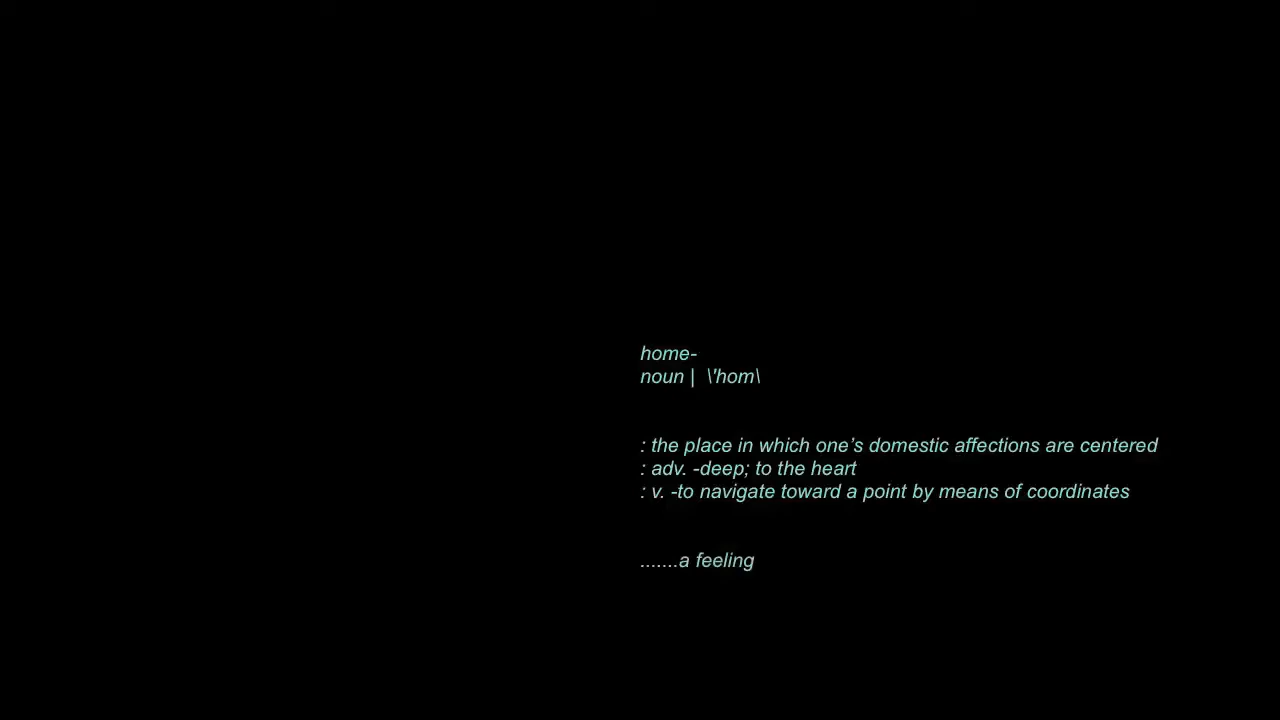 home-
noun |  \'hom\
: the place in which one’s domestic affections are centered
: adv. -deep; to the heart
: v. -to navigate toward a point by means of coordinates
.......a feeling